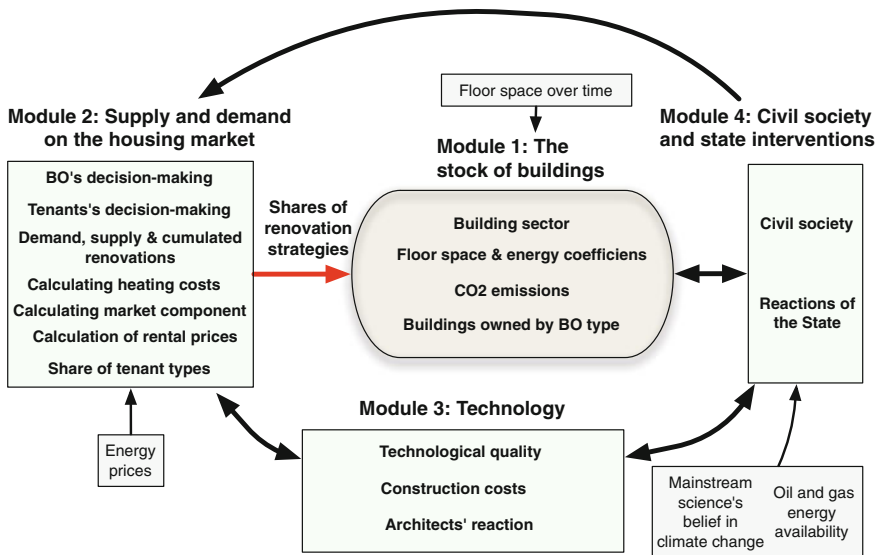 Floor space over time
Module 2: Supply and demand
on the housing market
Module 1: The
stock of buildings
Module 4: Civil society
and state interventions
BO's decision-making
Tenants's decision-making
Demand, supply & cumulated
renovations
Calculating heating costs
Calculating market component
Calculation of rental prices
Share of tenant types
Shares of
renovation
strategies
Building sector
Floor space & energy coefficiens
CO2 emissions
Buildings owned by BO type
Civil society
Reactions of
the State
Energy
prices
Module 3: Technology
Technological quality
Construction costs
Architects' reaction
Mainstream
science's
belief in
climate change
Oil and gas
energy
availability